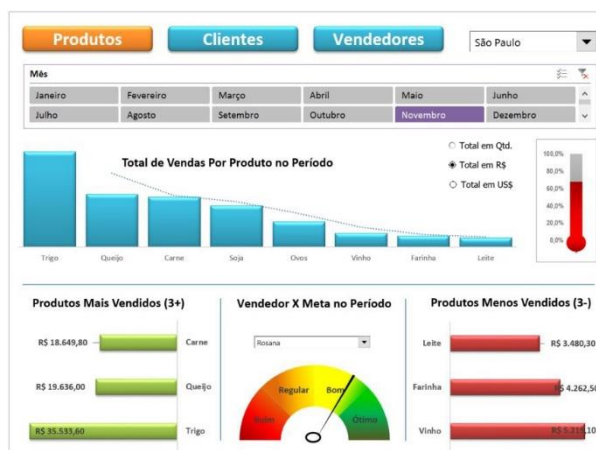 Produtos
Clientes
Vendedores
São Paulo
Mês
Janeiro Fevereiro Março Abril Maio Junho
Julho Agosto Setembro Outubro Novembro Dezembro
Total de Vendas Por Produto no Período
Total em Qtd.
Total em R$
Total em US$
100,0%
80,0%
60,0%
40,0%
20,0%
0,0%
Trigo Queijo Carne Soja Ovos Vinho Farinha Leite
Produtos Mais Vendidos (3+)
R$ 18.649,80 Carne
R$ 19.636,00 Queijo
R$ 35.533,60 Trigo
Vendedor X Meta no Período
Rosana
Ruim
Regular
Bom
Ótimo
Produtos Menos Vendidos (3-)
Leite R$ 3.480,30
Farinha R$ 4.262,50
Vinho